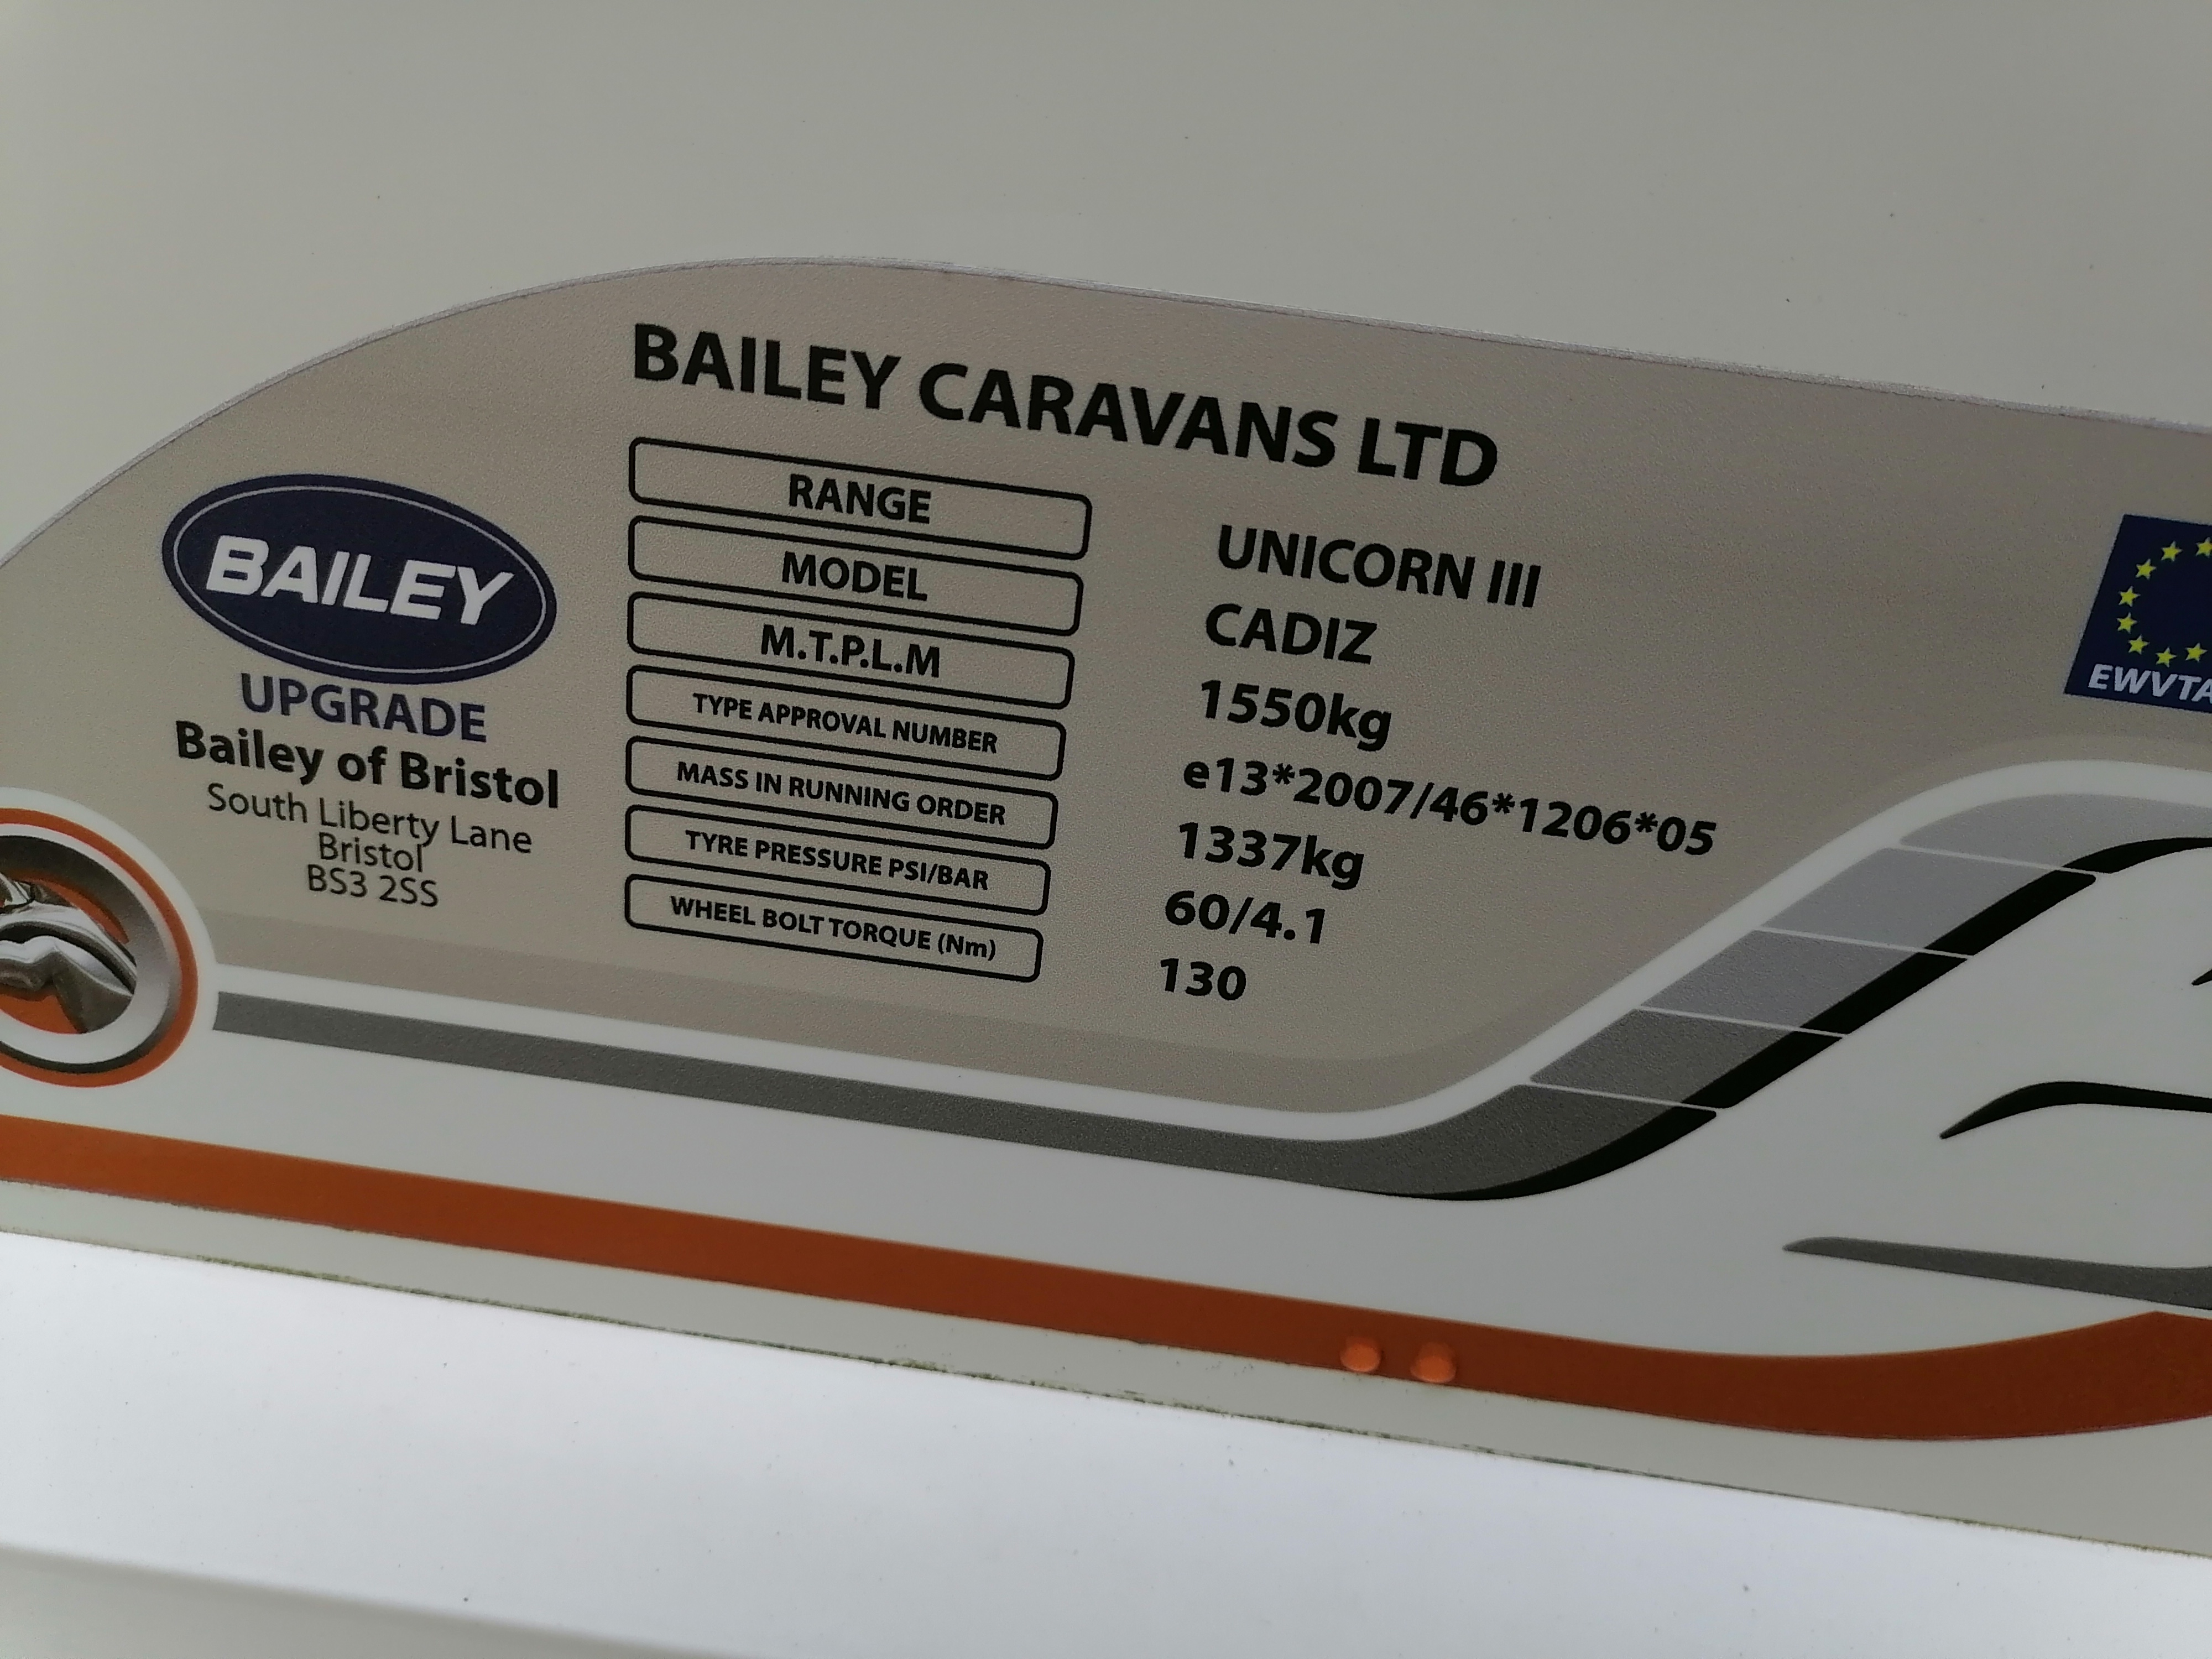 BAILEY CARAVANS LTD
BAILEY
UPGRADE
Bailey of Bristol
South Liberty Lane
Bristol
BS3 2SS
RANGE UNICORN III
MODEL CADIZ
M.T.P.L.M 1550kg
TYPE APPROVAL NUMBER e13*2007/46*1206*05
MASS IN RUNNING ORDER 1337kg
TYRE PRESSURE PSI/BAR 60/4.1
WHEEL BOLT TORQUE (Nm) 130
EWVTA